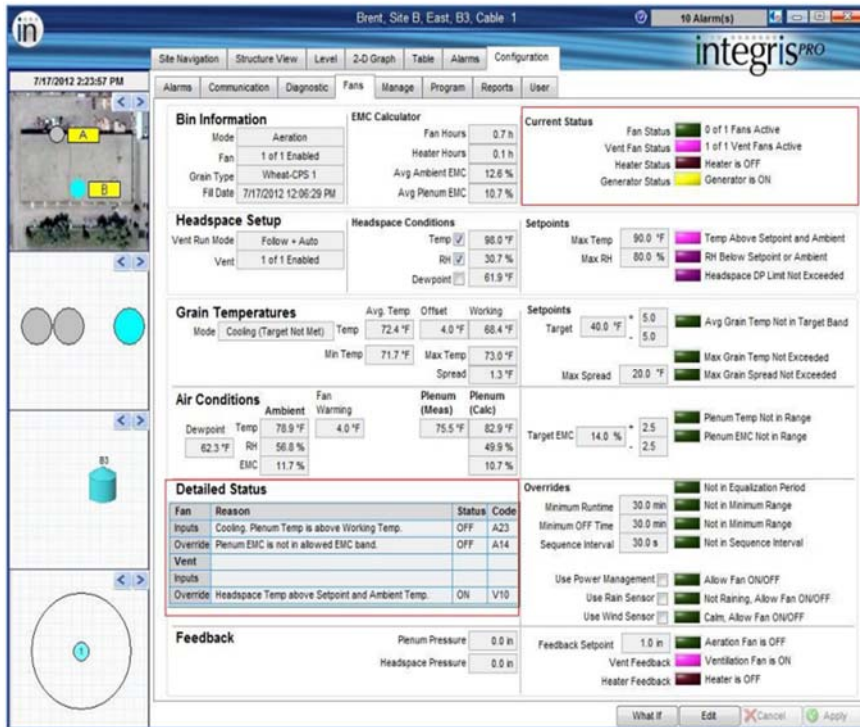 Brent, Site B, East, B3, Cable 1
10 Alarm(s)
in
integris PRO
Site Navigation Structure View Level 2-D Graph Table Alarms Configuration
7/17/2012 2:23:57 PM
Alarms Communication Diagnostic Fans Manage Program Reports User
A
B
B3
1
Bin Information
Mode Aeration
Fan 1 of 1 Enabled
Grain Type Wheat-CPS 1
Fill Date 7/17/2012 12:06:29 PM
EMC Calculator
Fan Hours 0.7 h
Heater Hours 0.1 h
Avg Ambient EMC 12.6 %
Avg Plenum EMC 10.7 %
Current Status
Fan Status 0 of 1 Fans Active
Vent Fan Status 1 of 1 Vent Fans Active
Heater Status Heater is OFF
Generator Status Generator is ON
Headspace Setup
Vent Run Mode Follow + Auto
Vent 1 of 1 Enabled
Headspace Conditions
Temp 98.0 °F
RH 30.7 %
Dewpoint 61.9 °F
Setpoints
Max Temp 90.0 °F Temp Above Setpoint and Ambient
Max RH 80.0 % RH Below Setpoint or Ambient
Headspace DP Limit Not Exceeded
Grain Temperatures
Avg. Temp Offset Working
Mode Cooling (Target Not Met) Temp 72.4 °F 4.0 °F 68.4 °F
Min Temp 71.7 °F Max Temp 73.0 °F
Spread 1.3 °F
Setpoints
Target 40.0 °F + 5.0 - 5.0 Avg Grain Temp Not in Target Band
Max Grain Temp Not Exceeded
Max Spread 20.0 °F Max Grain Spread Not Exceeded
Air Conditions
Ambient Fan Warming Plenum (Meas) Plenum (Calc)
Dewpoint Temp 78.9 °F 4.0 °F 75.5 °F 82.9 °F
62.3 °F RH 56.8 % 49.9 %
EMC 11.7 % 10.7 %
Plenum Temp Not in Range
Target EMC 14.0 % + 2.5 - 2.5 Plenum EMC Not in Range
Detailed Status
Fan Reason Status Code
Inputs Cooling. Plenum Temp is above Working Temp. OFF A23
Override Plenum EMC is not in allowed EMC band. OFF A14
Vent
Inputs
Override Headspace Temp above Setpoint and Ambient Temp. ON V10
Overrides
Not in Equalization Period
Minimum Runtime 30.0 min Not in Minimum Range
Minimum OFF Time 30.0 min Not in Minimum Range
Sequence Interval 30.0 s Not in Sequence Interval
Use Power Management Allow Fan ON/OFF
Use Rain Sensor Not Raining, Allow Fan ON/OFF
Use Wind Sensor Calm, Allow Fan ON/OFF
Feedback
Plenum Pressure 0.0 in
Headspace Pressure 0.0 in
Feedback Setpoint 1.0 in Aeration Fan is OFF
Vent Feedback Ventilation Fan is ON
Heater Feedback Heater is OFF
What If Edit Cancel Apply